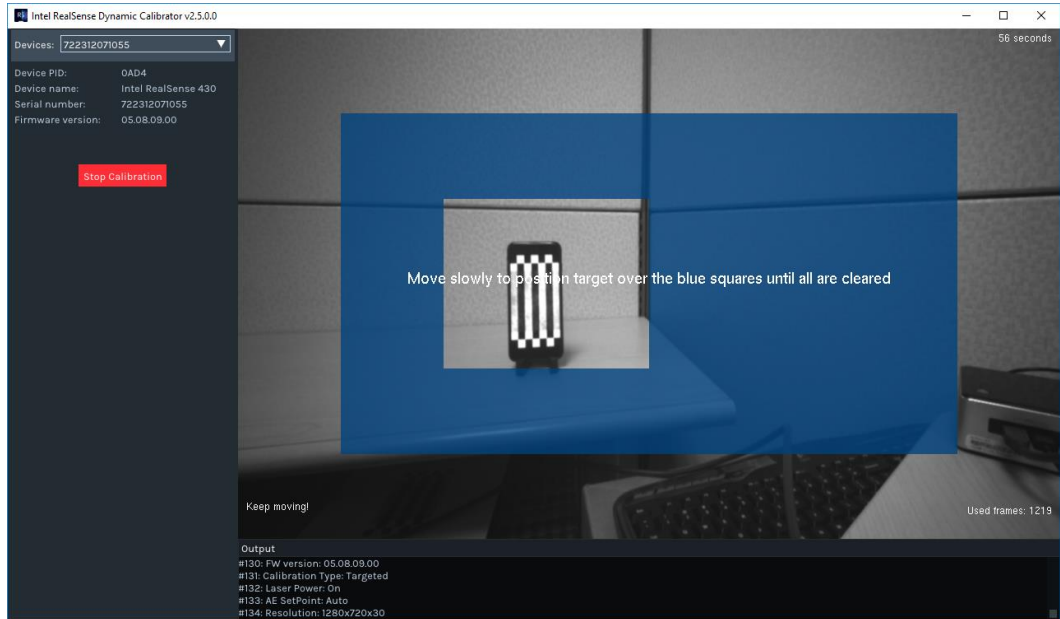 Intel RealSense Dynamic Calibrator v2.5.0.0
Devices: 722312071055
56 seconds
Device PID: 0AD4
Device name: Intel RealSense 430
Serial number: 722312071055
Firmware version: 05.08.09.00
Stop Calibration
Move slowly to position target over the blue squares until all are cleared
Keep moving!
Used frames: 1219
Output
#130: FW version: 05.08.09.00
#131: Calibration Type: Targeted
#132: Laser Power: On
#133: AE SetPoint: Auto
#134: Resolution: 1280x720x30